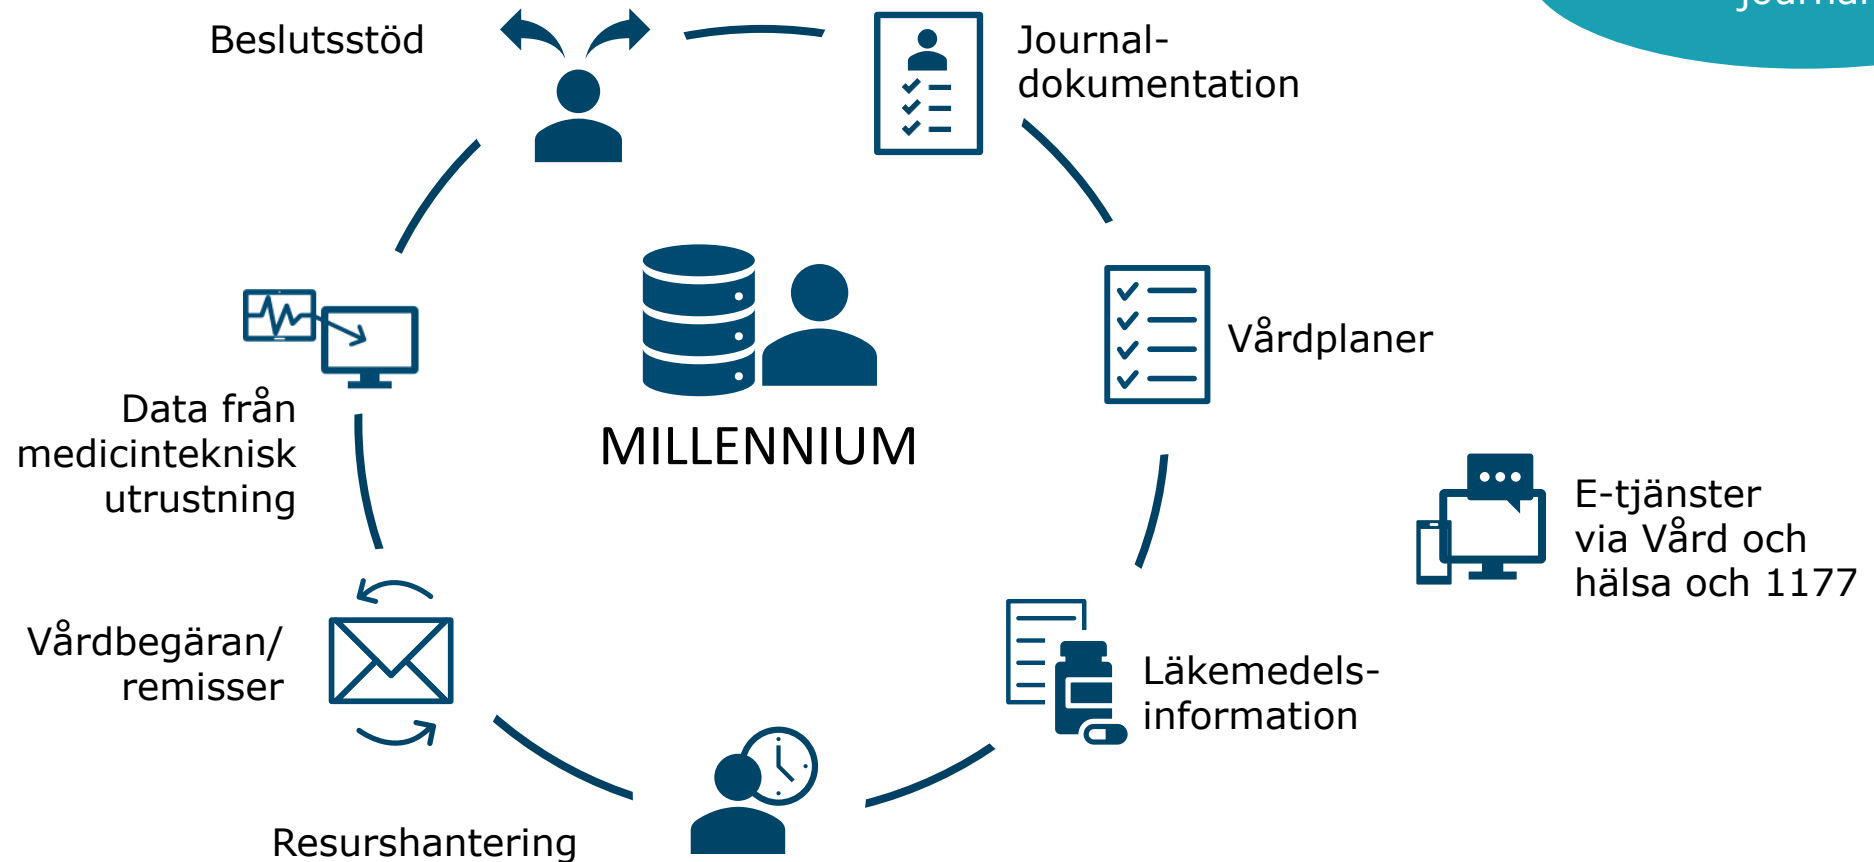 Beslutsstöd
Journal-
dokumentation
Vårdplaner
MILLENNIUM
Data från
medicinteknisk
utrustning
E-tjänster
via Vård och
hälsa och 1177
Vårdbegäran/
remisser
Läkemedels-
information
Resurshantering